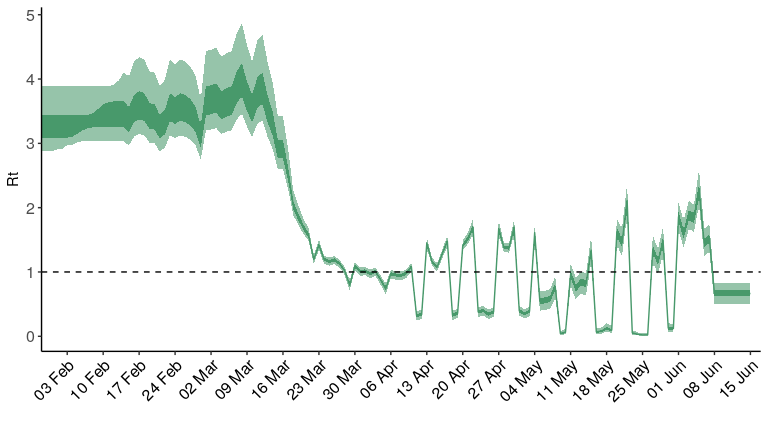 5
4
3
2
1
0
Rt
03 Feb
10 Feb
17 Feb
24 Feb
02 Mar
09 Mar
16 Mar
23 Mar
30 Mar
06 Apr
13 Apr
20 Apr
27 Apr
04 May
11 May
18 May
25 May
01 Jun
08 Jun
15 Jun